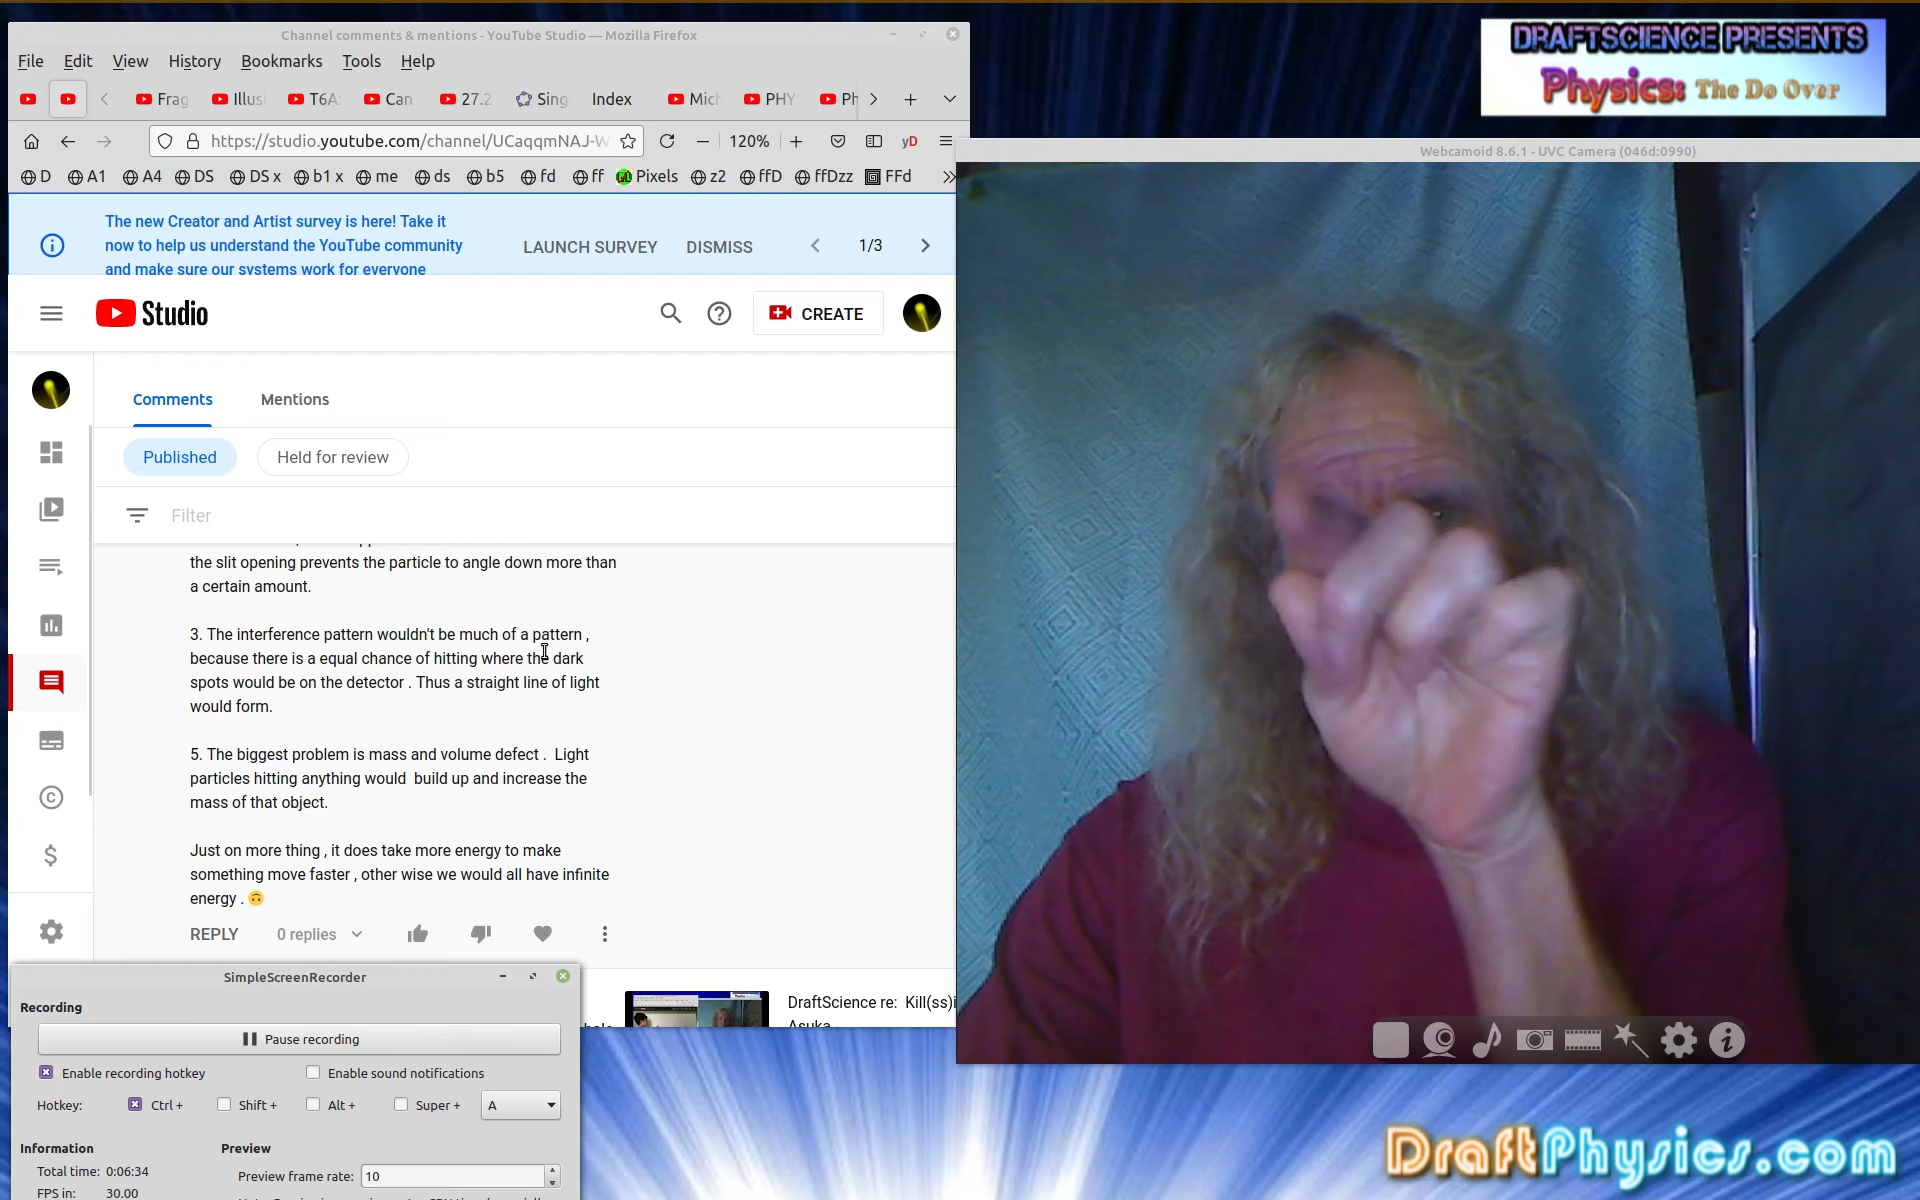 Channel comments & mentions - YouTube Studio — Mozilla Firefox
File Edit View History Bookmarks Tools Help
Frag Illus T6A: Can 27.2 Sing Index Mich PHY Ph
https://studio.youtube.com/channel/UCaqqmNAJ-W 120% yD
D A1 A4 DS DS x b1 x me ds b5 fd ff Pixels z2 ffD ffDzz FFd
The new Creator and Artist survey is here! Take it
now to help us understand the YouTube community
and make sure our systems work for everyone
LAUNCH SURVEY DISMISS 1/3
Studio CREATE
Comments Mentions
Published Held for review
Filter
the slit opening prevents the particle to angle down more than
a certain amount.
3. The interference pattern wouldn't be much of a pattern ,
because there is a equal chance of hitting where the dark
spots would be on the detector . Thus a straight line of light
would form.
5. The biggest problem is mass and volume defect . Light
particles hitting anything would build up and increase the
mass of that object.
Just on more thing , it does take more energy to make
something move faster , other wise we would all have infinite
energy . 🙃
REPLY 0 replies
DraftScience re: Kill(ss)i
Asuka
SimpleScreenRecorder
Recording
Pause recording
Enable recording hotkey Enable sound notifications
Hotkey: Ctrl + Shift + Alt + Super + A
Information Preview
Total time: 0:06:34
Preview frame rate: 10
FPS in: 30.00
DRAFTSCIENCE PRESENTS
Physics: The Do Over
Webcamoid 8.6.1 - UVC Camera (046d:0990)
DraftPhysics.com